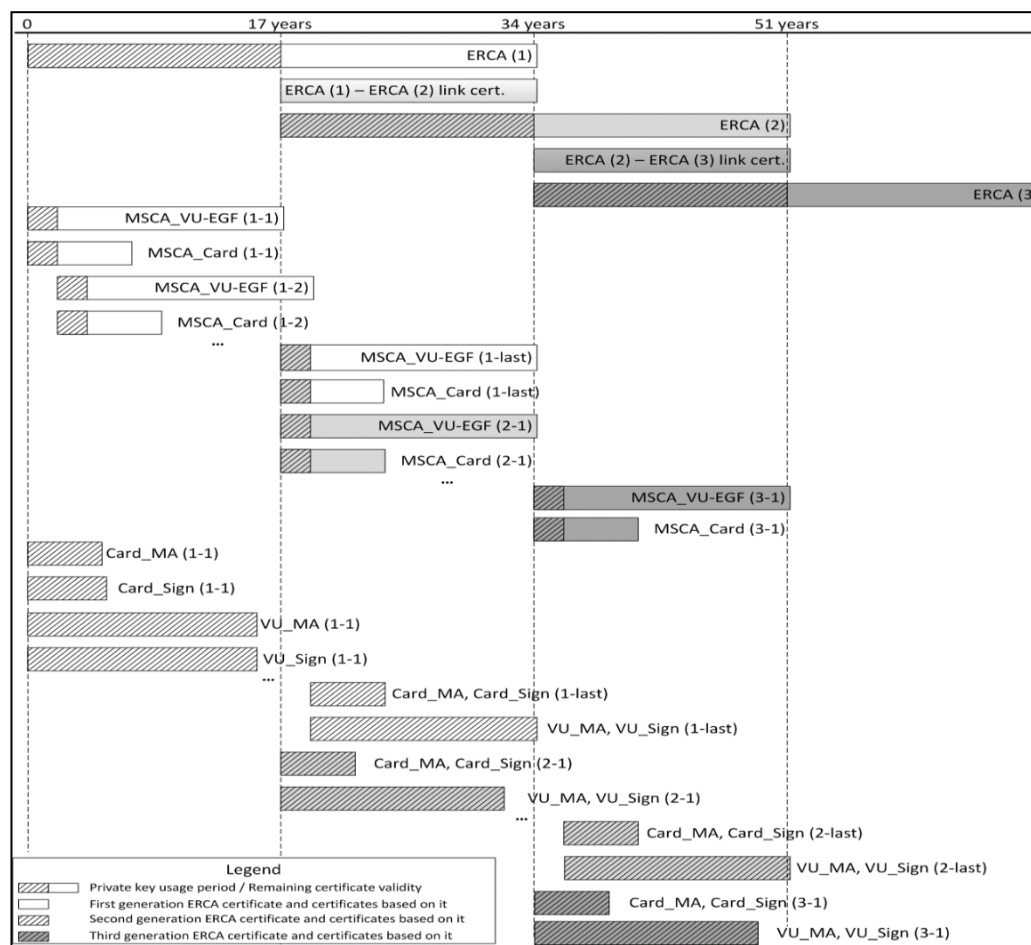 0 17 years 34 years 51 years
ERCA (1)
ERCA (1) – ERCA (2) link cert.
ERCA (2)
ERCA (2) – ERCA (3) link cert.
ERCA (3
MSCA_VU-EGF (1-1)
MSCA_Card (1-1)
MSCA_VU-EGF (1-2)
MSCA_Card (1-2)
...
MSCA_VU-EGF (1-last)
MSCA_Card (1-last)
MSCA_VU-EGF (2-1)
MSCA_Card (2-1)
...
MSCA_VU-EGF (3-1)
MSCA_Card (3-1)
Card_MA (1-1)
Card_Sign (1-1)
VU_MA (1-1)
VU_Sign (1-1)
...
Card_MA, Card_Sign (1-last)
VU_MA, VU_Sign (1-last)
Card_MA, Card_Sign (2-1)
VU_MA, VU_Sign (2-1)
...
Card_MA, Card_Sign (2-last)
VU_MA, VU_Sign (2-last)
Card_MA, Card_Sign (3-1)
VU_MA, VU_Sign (3-1)
Legend
Private key usage period / Remaining certificate validity
First generation ERCA certificate and certificates based on it
Second generation ERCA certificate and certificates based on it
Third generation ERCA certificate and certificates based on it